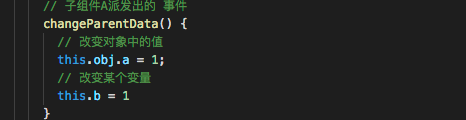 // 子组件A派发出的 事件
changeParentData() {
// 改变对象中的值
this.obj.a = 1;
// 改变某个变量
this.b = 1
}